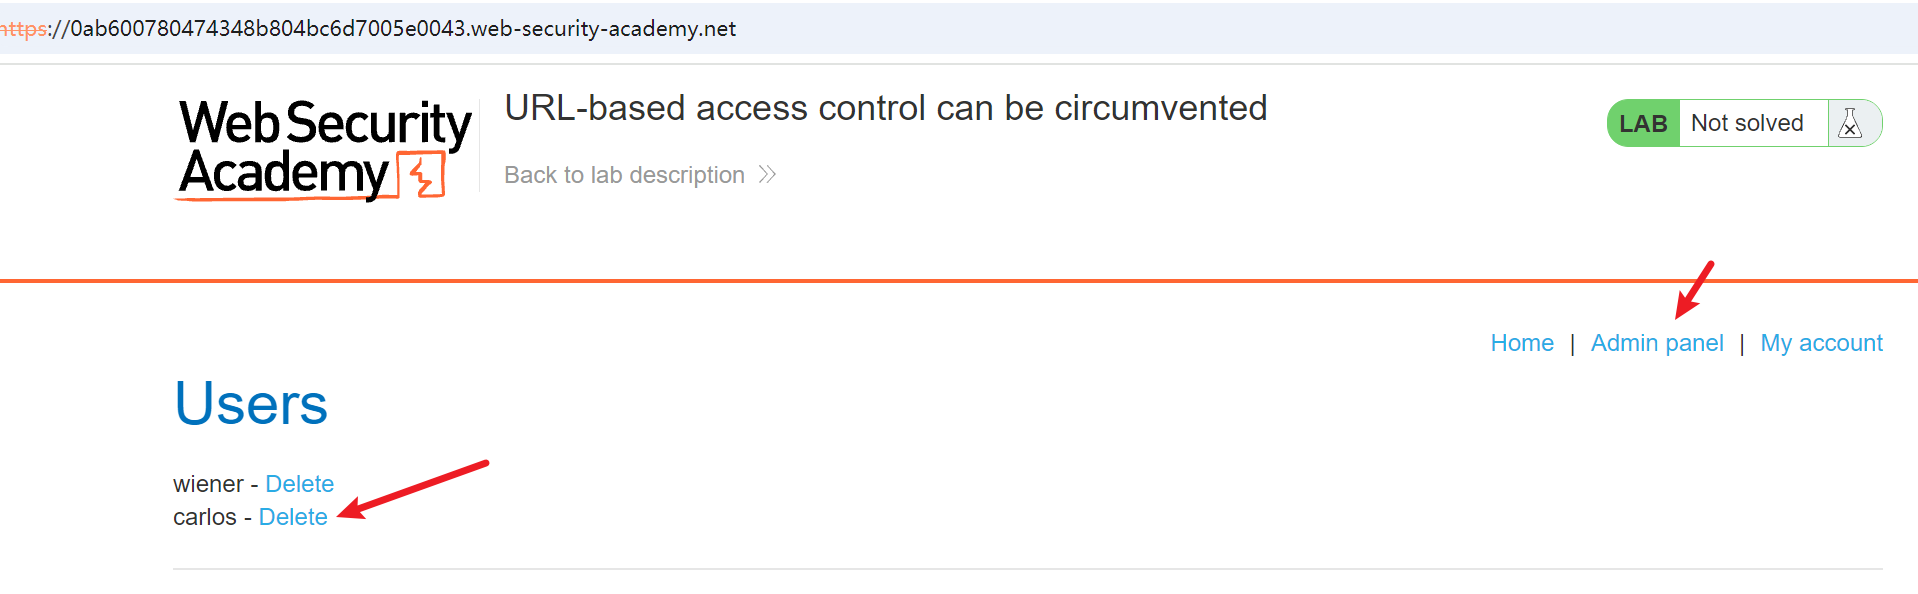 https://0ab600780474348b804bc6d7005e0043.web-security-academy.net
Web Security
Academy
URL-based access control can be circumvented
Back to lab description
LAB Not solved
Home | Admin panel | My account
Users
wiener - Delete
carlos - Delete